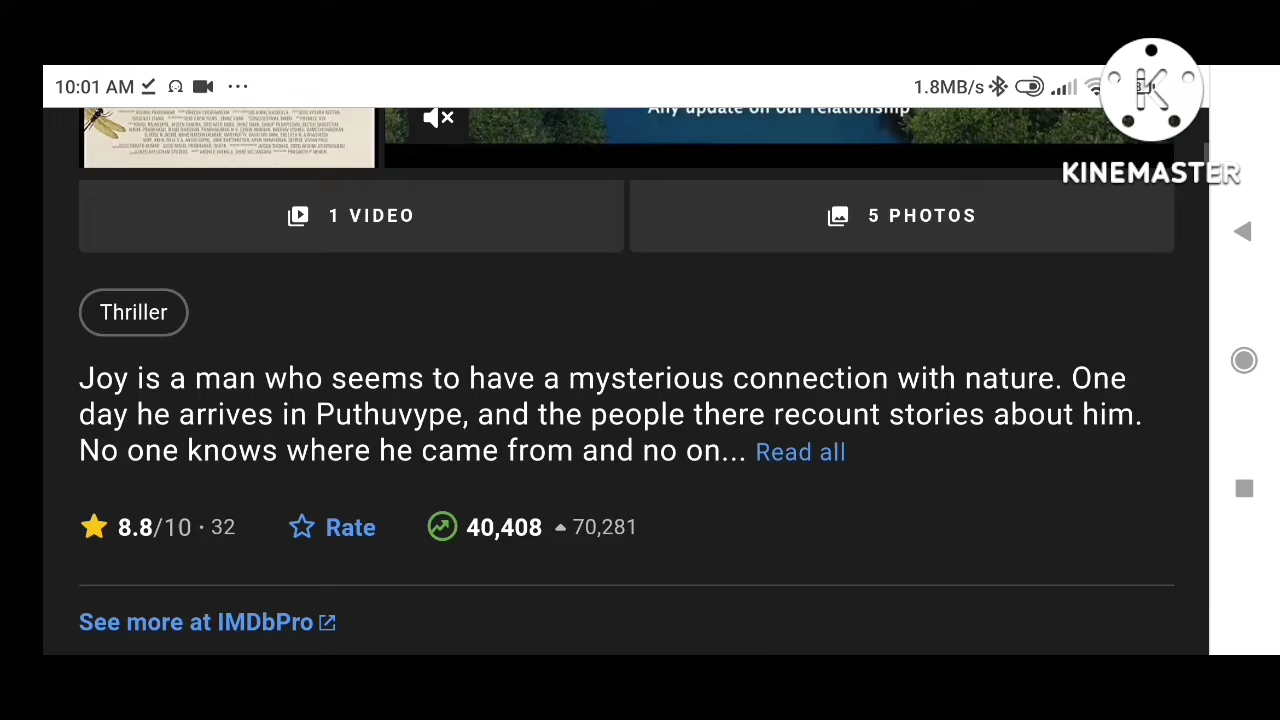 10:01 AM
1.8MB/s
Any update on our relationship
KINEMASTER
1 VIDEO
5 PHOTOS
Thriller
Joy is a man who seems to have a mysterious connection with nature. One
day he arrives in Puthuvype, and the people there recount stories about him.
No one knows where he came from and no on... Read all
8.8/10 · 32
Rate
40,408
70,281
See more at IMDbPro